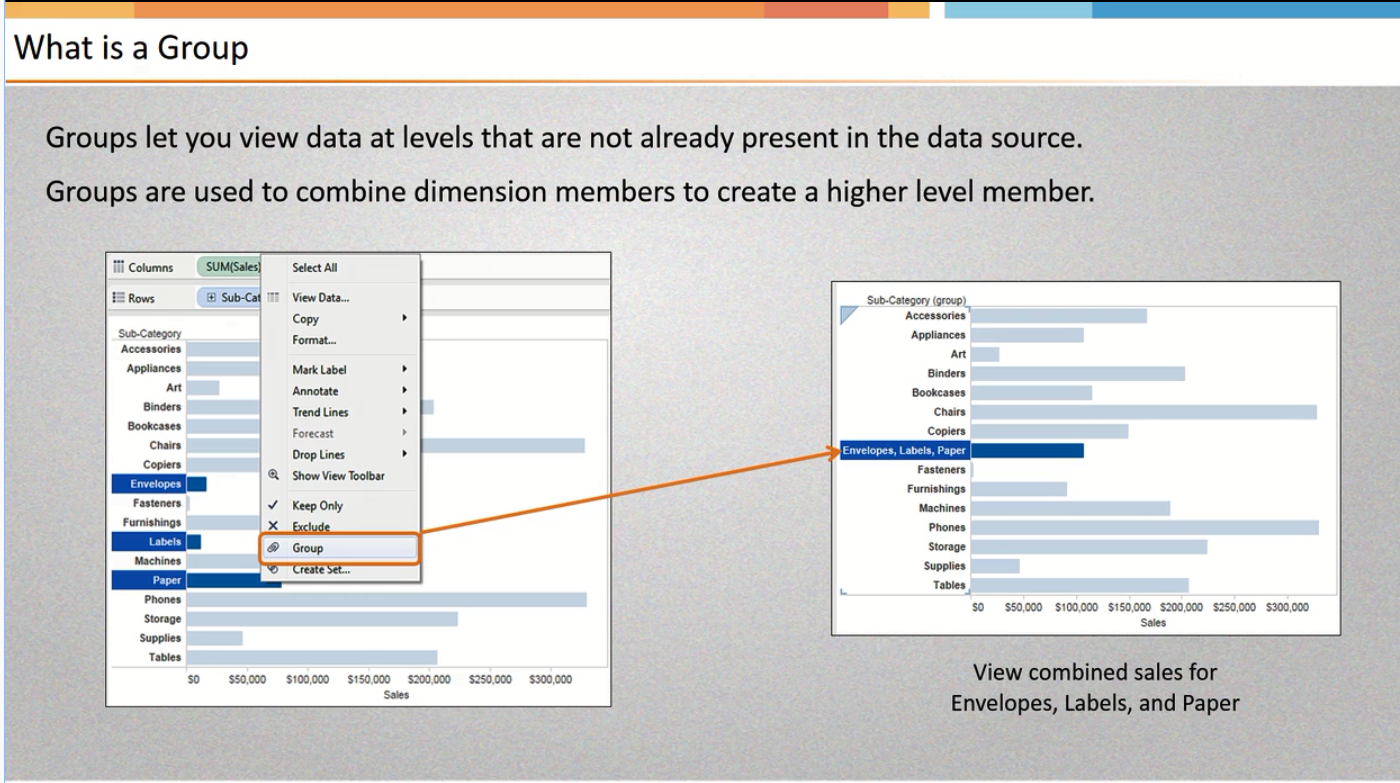 What is a Group
Groups let you view data at levels that are not already present in the data source.
Groups are used to combine dimension members to create a higher level member.
Columns
SUM(Sales)
Rows
Sub-Cat
Sub-Category
Accessories
Appliances
Art
Binders
Bookcases
Chairs
Copiers
Envelopes
Fasteners
Furnishings
Labels
Machines
Paper
Phones
Storage
Supplies
Tables
$0 $50,000 $100,000 $150,000 $200,000 $250,000 $300,000
Sales
Select All
View Data...
Copy
Format...
Mark Label
Annotate
Trend Lines
Forecast
Drop Lines
Show View Toolbar
Keep Only
Exclude
Group
Create Set...
Sub-Category (group)
Accessories
Appliances
Art
Binders
Bookcases
Chairs
Copiers
Envelopes, Labels, Paper
Fasteners
Furnishings
Machines
Phones
Storage
Supplies
Tables
$0 $50,000 $100,000 $150,000 $200,000 $250,000 $300,000
Sales
View combined sales for
Envelopes, Labels, and Paper